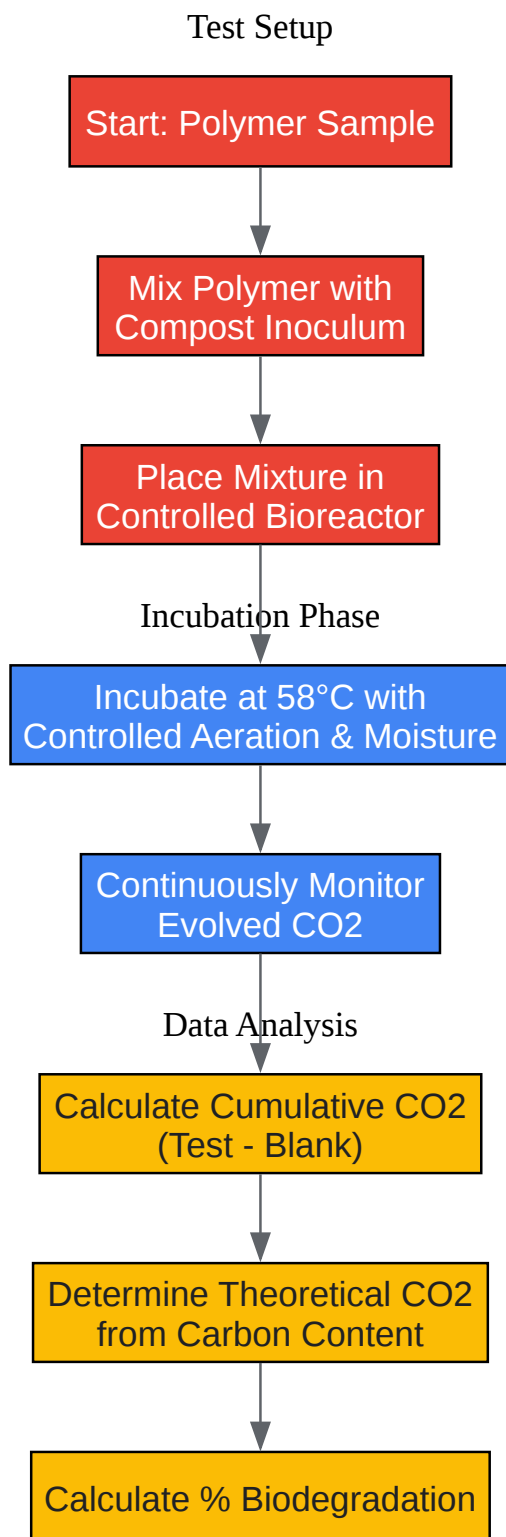 Test Setup
Start: Polymer Sample
Mix Polymer with
Compost Inoculum
Place Mixture in
Controlled Bioreactor
Incubation Phase
Incubate at 58°C with
Controlled Aeration & Moisture
Continuously Monitor
Evolved CO2
Data Analysis
Calculate Cumulative CO2
(Test - Blank)
Determine Theoretical CO2
from Carbon Content
Calculate % Biodegradation